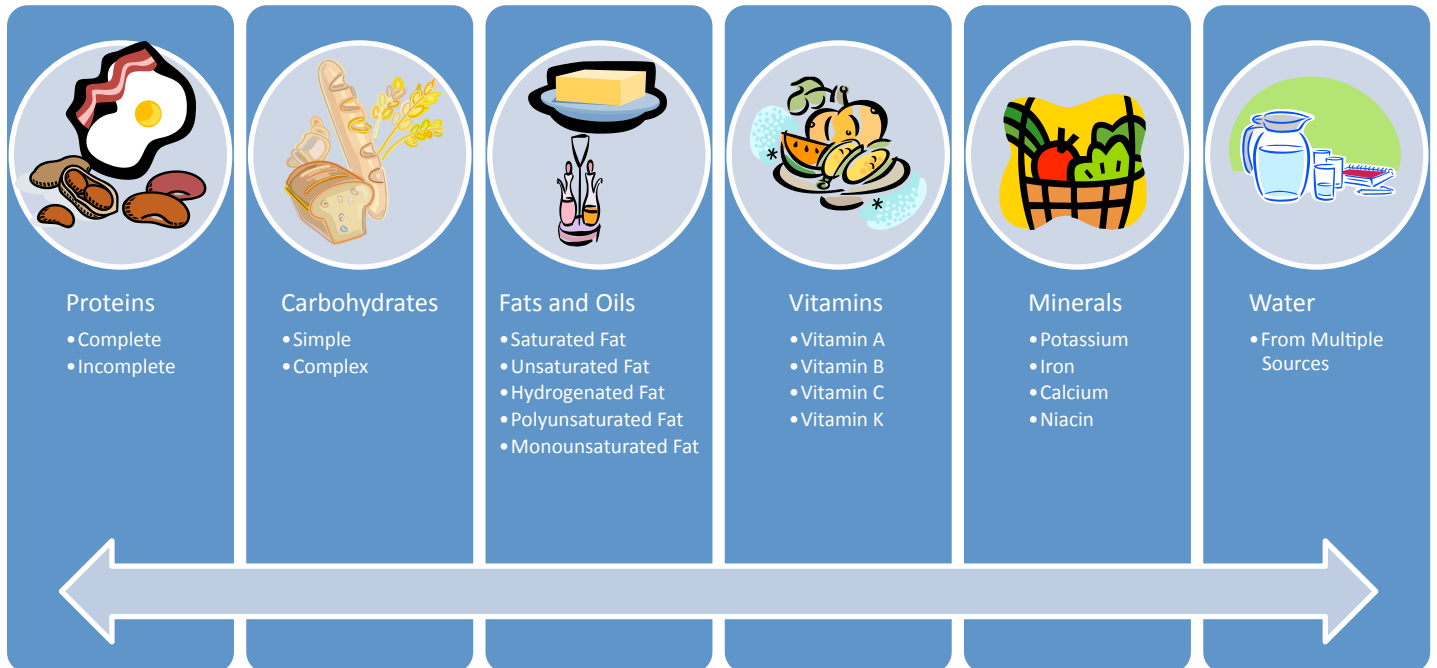 Proteins
•Complete
•Incomplete
Carbohydrates
•Simple
•Complex
Fats and Oils
•Saturated Fat
•Unsaturated Fat
•Hydrogenated Fat
•Polyunsaturated Fat
•Monounsaturated Fat
Vitamins
•Vitamin A
•Vitamin B
•Vitamin C
•Vitamin K
Minerals
•Potassium
•Iron
•Calcium
•Niacin
Water
•From Multiple
Sources